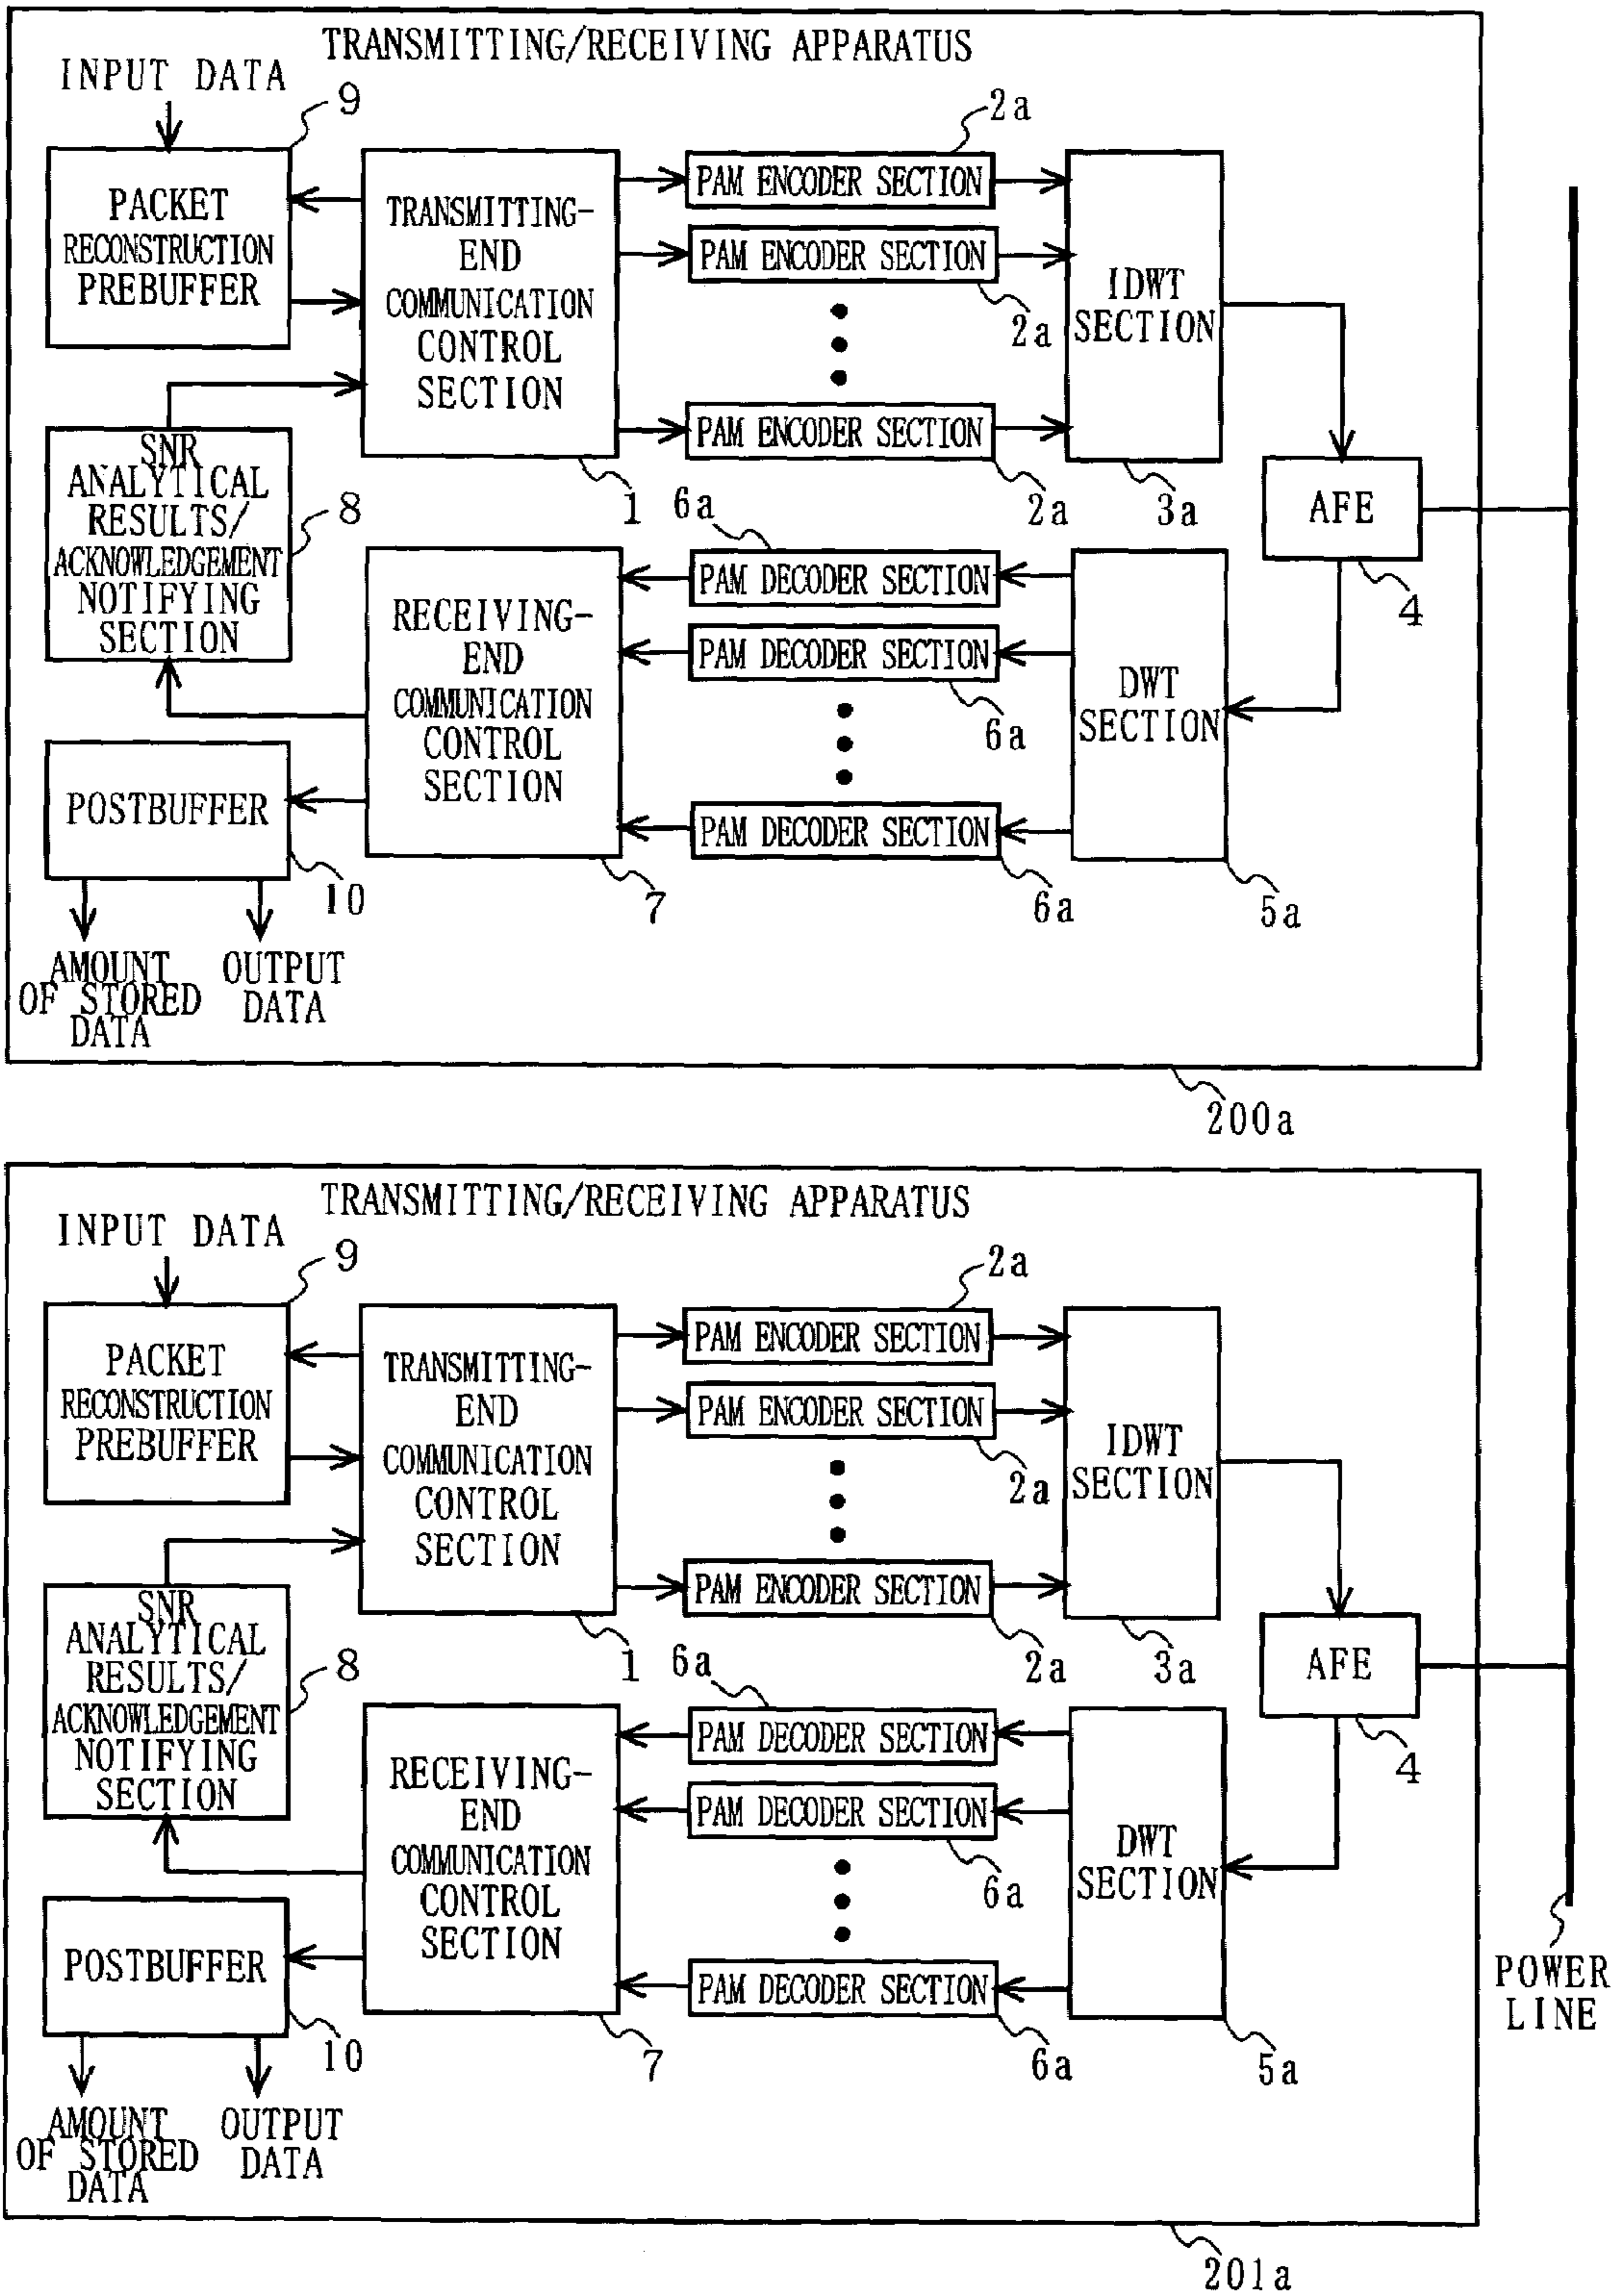 TRANSMITTING/RECEIVING APPARATUS
INPUT DATA
9
PACKET
RECONSTRUCTION
PREBUFFER
TRANSMITTING-
END
COMMUNICATION
CONTROL
SECTION
1
2a
PAM ENCODER SECTION
PAM ENCODER SECTION
2a
PAM ENCODER SECTION
2a
IDWT
SECTION
3a
AFE
4
SNR
ANALYTICAL
RESULTS/
ACKNOWLEDGEMENT
NOTIFYING
SECTION
8
RECEIVING-
END
COMMUNICATION
CONTROL
SECTION
7
6a
PAM DECODER SECTION
PAM DECODER SECTION
6a
PAM DECODER SECTION
6a
DWT
SECTION
5a
POSTBUFFER
10
AMOUNT
OF STORED
DATA
OUTPUT
DATA
200a
TRANSMITTING/RECEIVING APPARATUS
INPUT DATA
9
PACKET
RECONSTRUCTION
PREBUFFER
TRANSMITTING-
END
COMMUNICATION
CONTROL
SECTION
1
2a
PAM ENCODER SECTION
PAM ENCODER SECTION
2a
PAM ENCODER SECTION
2a
IDWT
SECTION
3a
AFE
4
SNR
ANALYTICAL
RESULTS/
ACKNOWLEDGEMENT
NOTIFYING
SECTION
8
RECEIVING-
END
COMMUNICATION
CONTROL
SECTION
7
6a
PAM DECODER SECTION
PAM DECODER SECTION
6a
PAM DECODER SECTION
6a
DWT
SECTION
5a
POSTBUFFER
10
AMOUNT
OF STORED
DATA
OUTPUT
DATA
POWER
LINE
201a